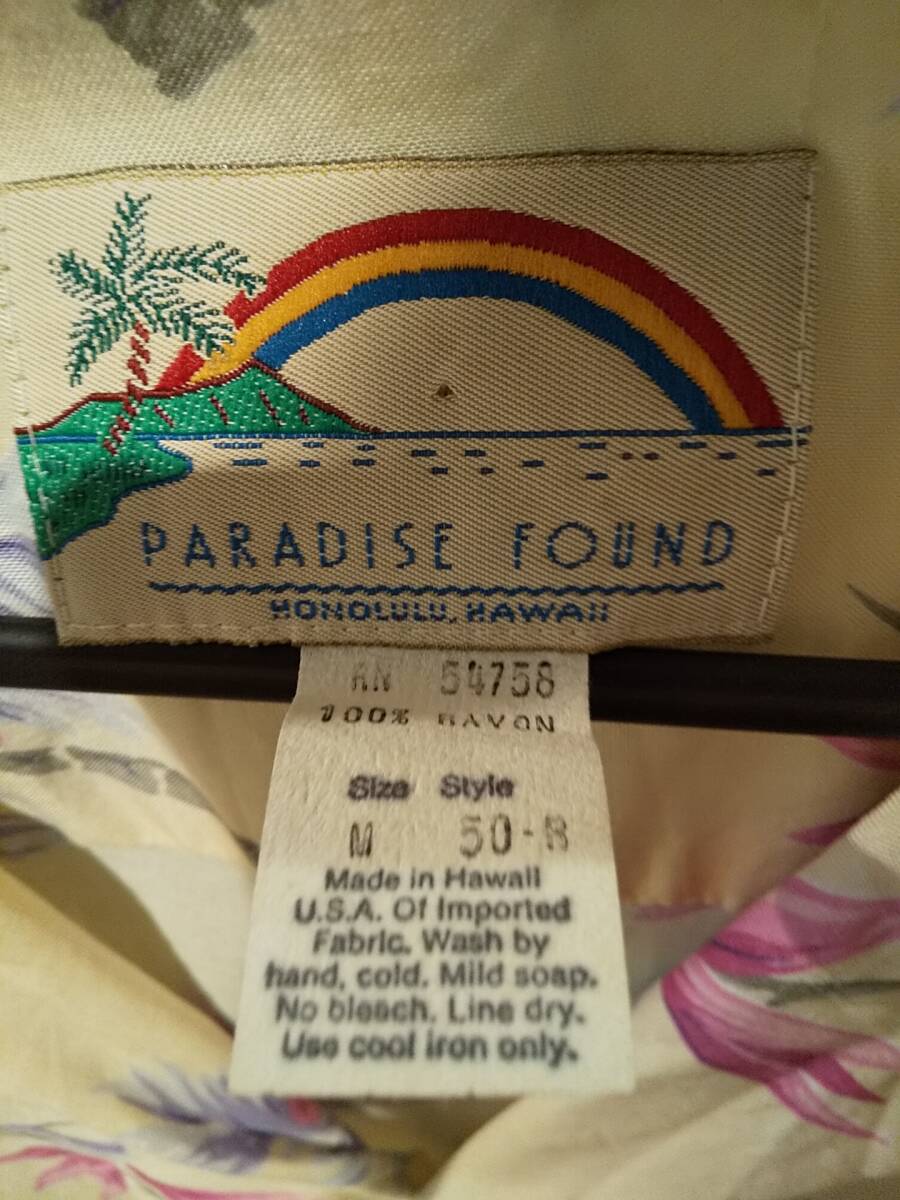 PARADISE FOUND
HONOLULU, HAWAII
RN 54758
100% RAYON
Size Style
M 50-B
Made in Hawaii
U.S.A. Of Imported
Fabric. Wash by
hand, cold. Mild soap.
No bleach. Line dry.
Use cool iron only.